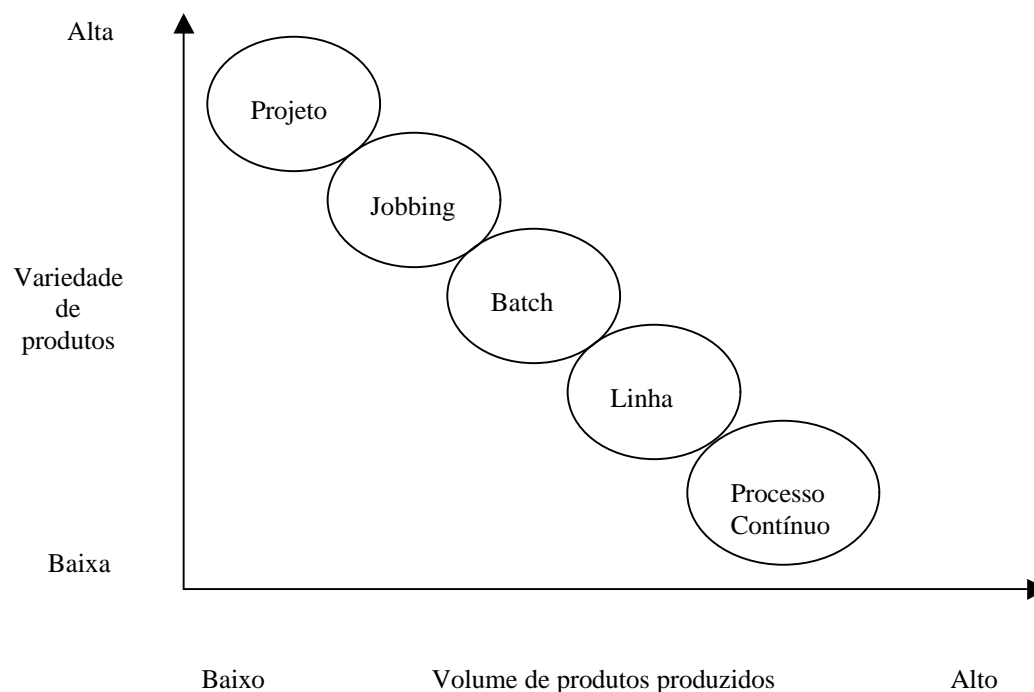 Alta
Projeto
Jobbing
Variedade
de
produtos
Batch
Linha
Processo
Contínuo
Baixa
Baixo
Volume de produtos produzidos
Alto